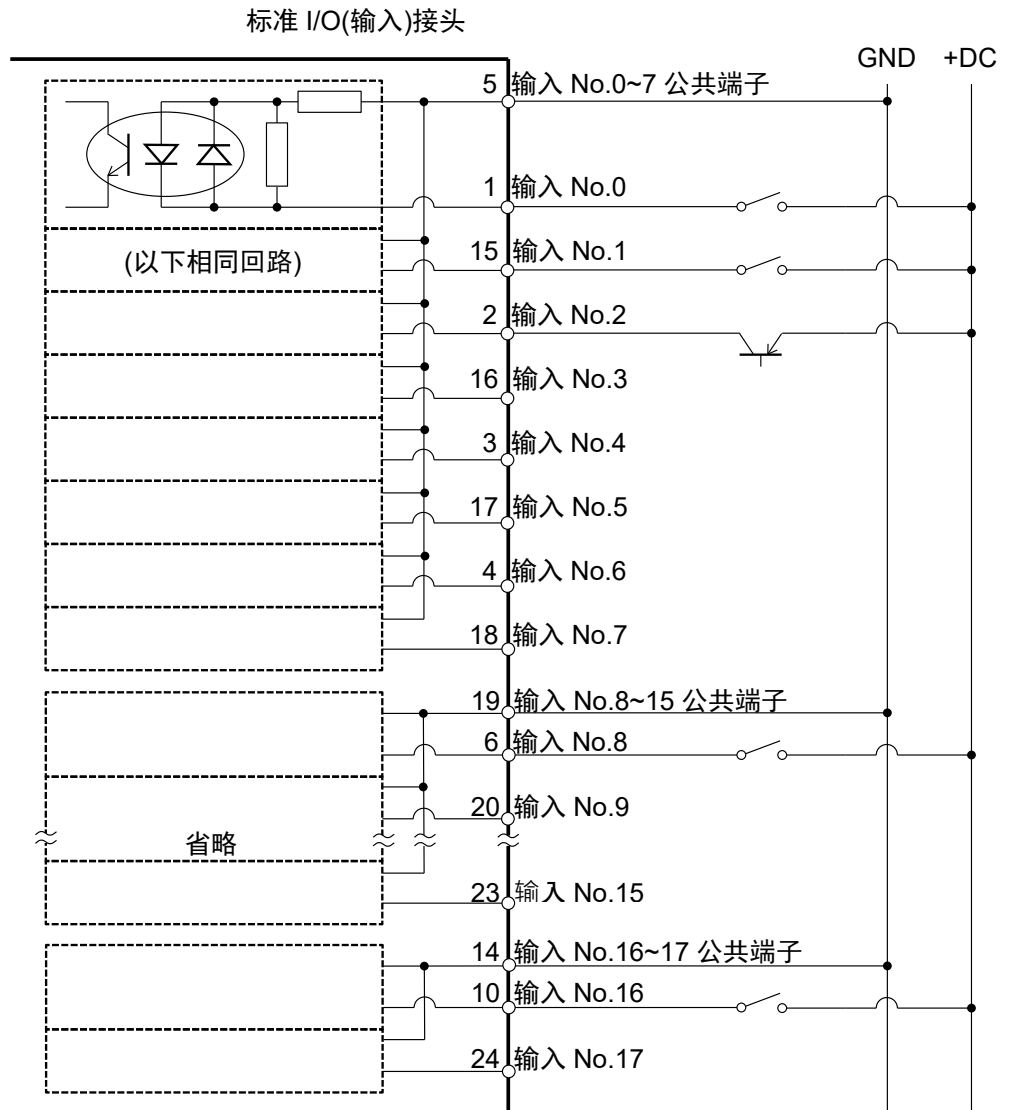 标准 I/O(输入)接头
GND +DC
5 输入 No.0~7 公共端子
1 输入 No.0
(以下相同回路)
15 输入 No.1
2 输入 No.2
16 输入 No.3
3 输入 No.4
17 输入 No.5
4 输入 No.6
18 输入 No.7
19 输入 No.8~15 公共端子
6 输入 No.8
20 输入 No.9
省略
23 输入 No.15
14 输入 No.16~17 公共端子
10 输入 No.16
24 输入 No.17